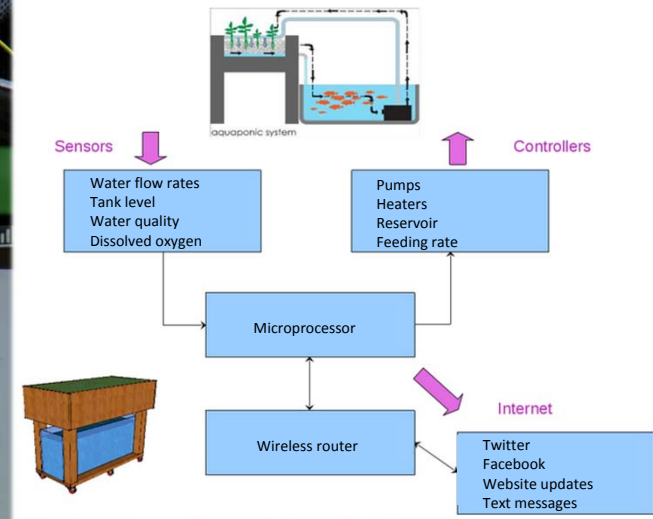 aquaponic system
Sensors
Controllers
Water flow rates
Tank level
Water quality
Dissolved oxygen
Pumps
Heaters
Reservoir
Feeding rate
Microprocessor
Internet
Wireless router
Twitter
Facebook
Website updates
Text messages